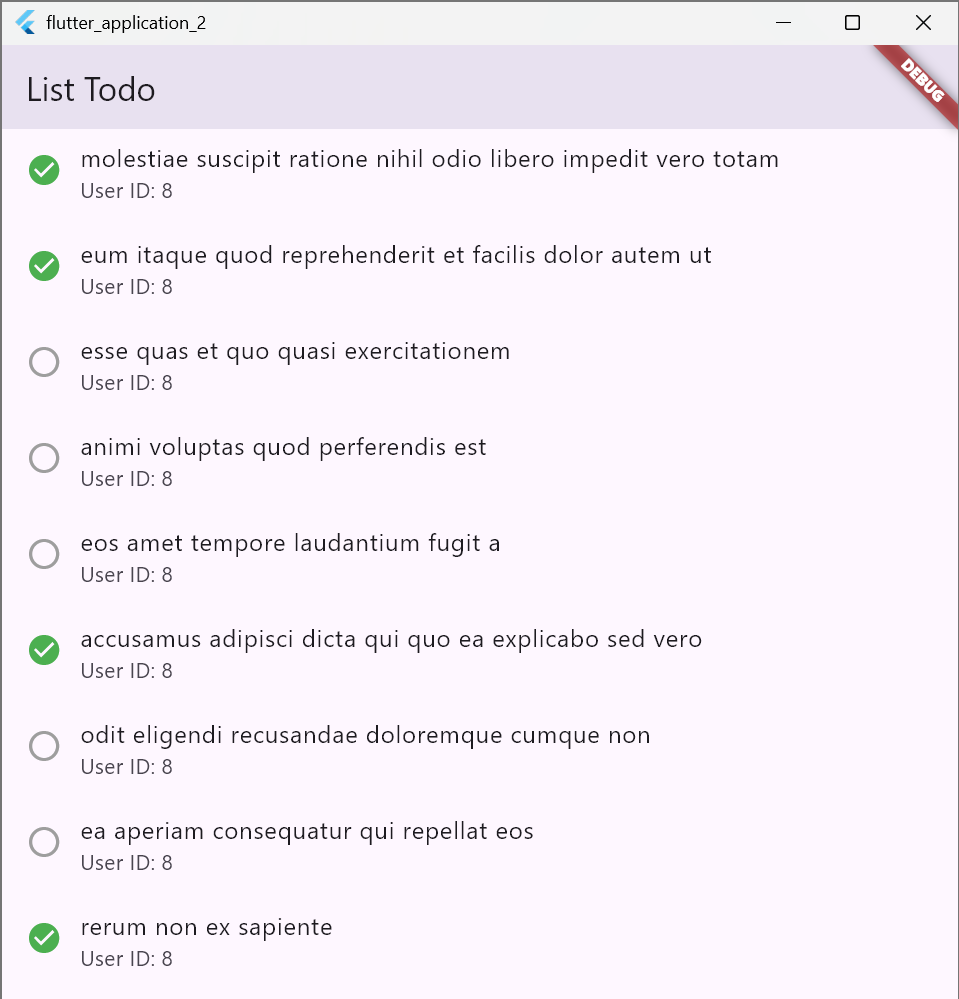 flutter_application_2
List Todo
DEBUG
molestiae suscipit ratione nihil odio libero impedit vero totam
User ID: 8
eum itaque quod reprehenderit et facilis dolor autem ut
User ID: 8
esse quas et quo quasi exercitationem
User ID: 8
animi voluptas quod perferendis est
User ID: 8
eos amet tempore laudantium fugit a
User ID: 8
accusamus adipisci dicta qui quo ea explicabo sed vero
User ID: 8
odit eligendi recusandae doloremque cumque non
User ID: 8
ea aperiam consequatur qui repellat eos
User ID: 8
rerum non ex sapiente
User ID: 8